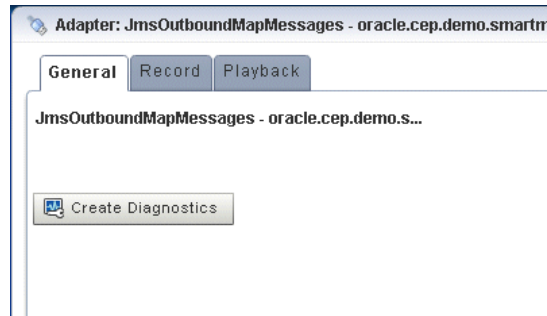 Adapter: JmsOutboundMapMessages - oracle.cep.demo.smartm
General Record Playback
JmsOutboundMapMessages - oracle.cep.demo.s...
Create Diagnostics